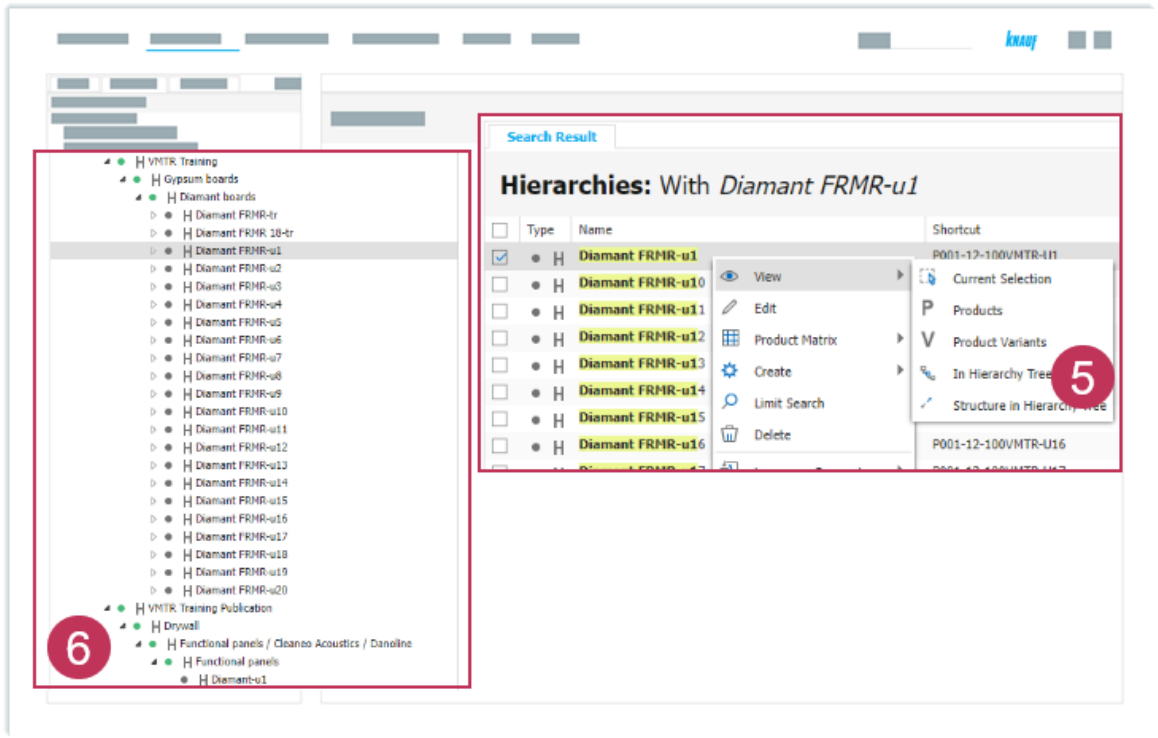 KNAUF
VMTR Training
H Gypsum boards
H Diamant boards
H Diamant FRMR-tr
H Diamant FRMR 18-tr
H Diamant FRMR-u1
H Diamant FRMR-u2
H Diamant FRMR-u3
H Diamant FRMR-u4
H Diamant FRMR-u5
H Diamant FRMR-u6
H Diamant FRMR-u7
H Diamant FRMR-u8
H Diamant FRMR-u9
H Diamant FRMR-u10
H Diamant FRMR-u11
H Diamant FRMR-u12
H Diamant FRMR-u13
H Diamant FRMR-u14
H Diamant FRMR-u15
H Diamant FRMR-u16
H Diamant FRMR-u17
H Diamant FRMR-u18
H Diamant FRMR-u19
H Diamant FRMR-u20
H VMTR Training Publication
H Drywall
H Functional panels / Cleaneo Acoustics / Danoline
H Functional panels
H Diamant-u1
6
Search Result
Hierarchies: With Diamant FRMR-u1
Type Name Shortcut
H Diamant FRMR-u1 P001-12-100VMTR-U1
H Diamant FRMR-u10
H Diamant FRMR-u11
H Diamant FRMR-u12
H Diamant FRMR-u13
H Diamant FRMR-u14
H Diamant FRMR-u15
H Diamant FRMR-u16 P001-12-100VMTR-U16
View
Edit
Product Matrix
Create
Limit Search
Delete
Current Selection
P Products
V Product Variants
In Hierarchy Tree
Structure in Hierarchy Tree
5